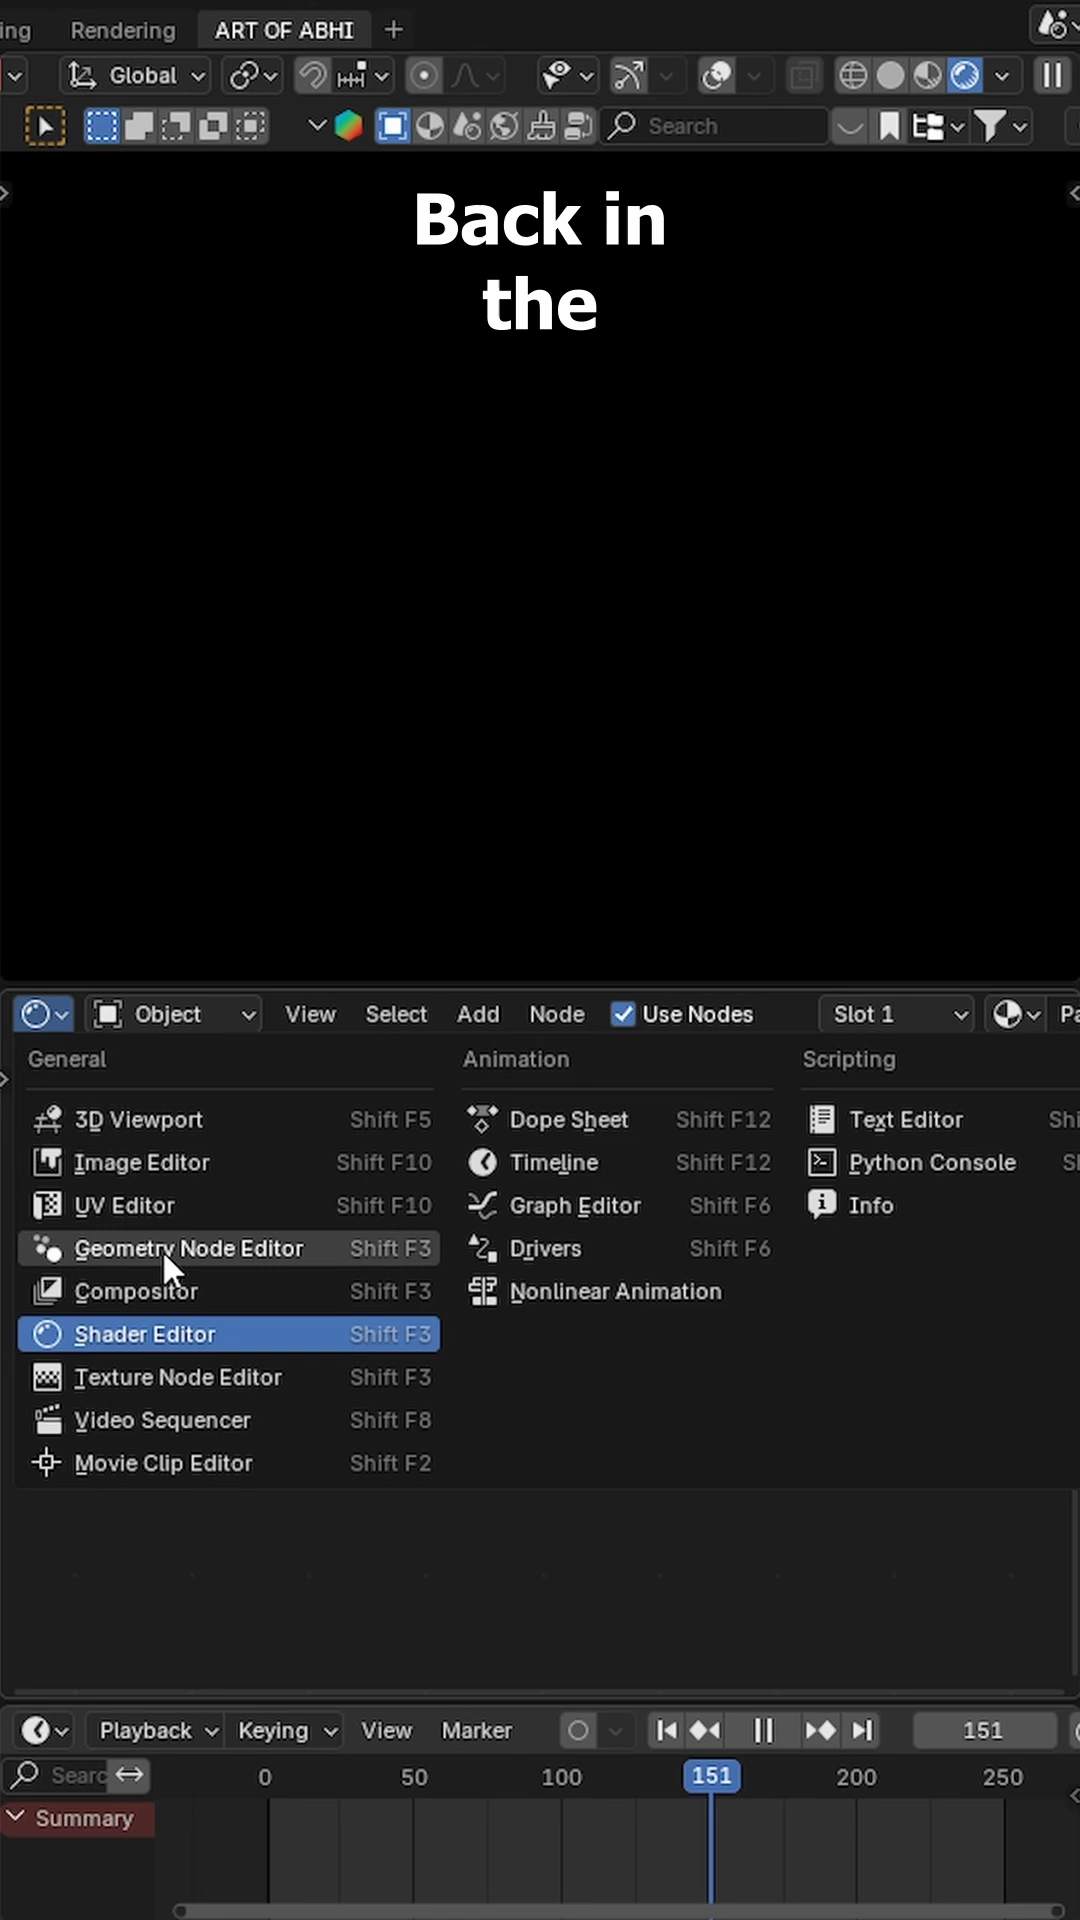 ing Rendering ART OF ABHI +
Global
Search
Back in
the
Object View Select Add Node Use Nodes Slot 1 Pa
General Animation Scripting
3D Viewport Shift F5 Dope Sheet Shift F12 Text Editor Shi
Image Editor Shift F10 Timeline Shift F12 Python Console S
UV Editor Shift F10 Graph Editor Shift F6 Info
Geometry Node Editor Shift F3 Drivers Shift F6
Compositor Shift F3 Nonlinear Animation
Shader Editor Shift F3
Texture Node Editor Shift F3
Video Sequencer Shift F8
Movie Clip Editor Shift F2
Playback Keying View Marker 151
Searc 0 50 100 151 200 250
Summary